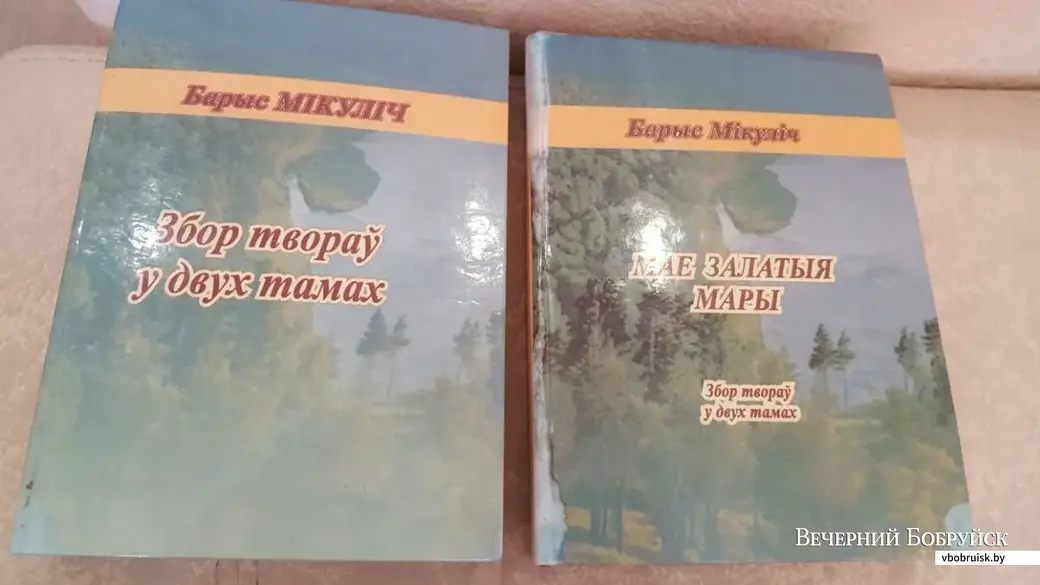 Барыс МІКУЛІЧ
Збор твораў
у двух тамах
Барыс Мікуліч
МАЕ ЗАЛАТЫЯ
МАРЫ
Збор твораў
у двух тамах
Вечерний Бобруйск
vbobruisk.by